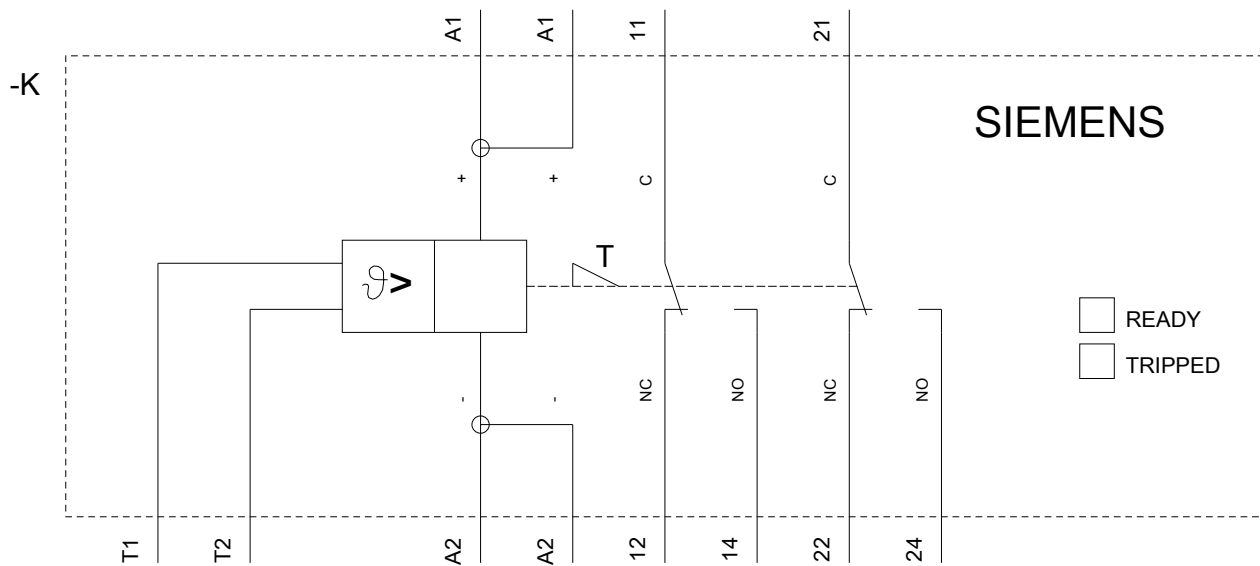 A1 A1 11 21
-K
SIEMENS
+ + C C
ϑ> T
READY
TRIPPED
- - NC NO NC NO
T1 T2 A2 A2 12 14 22 24